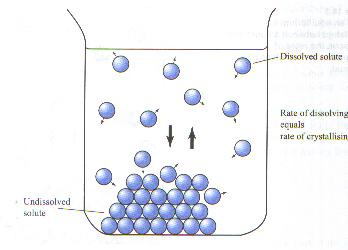 Dissolved solute
Rate of dissolving
equals
rate of crystallisin
Undissolved
solute